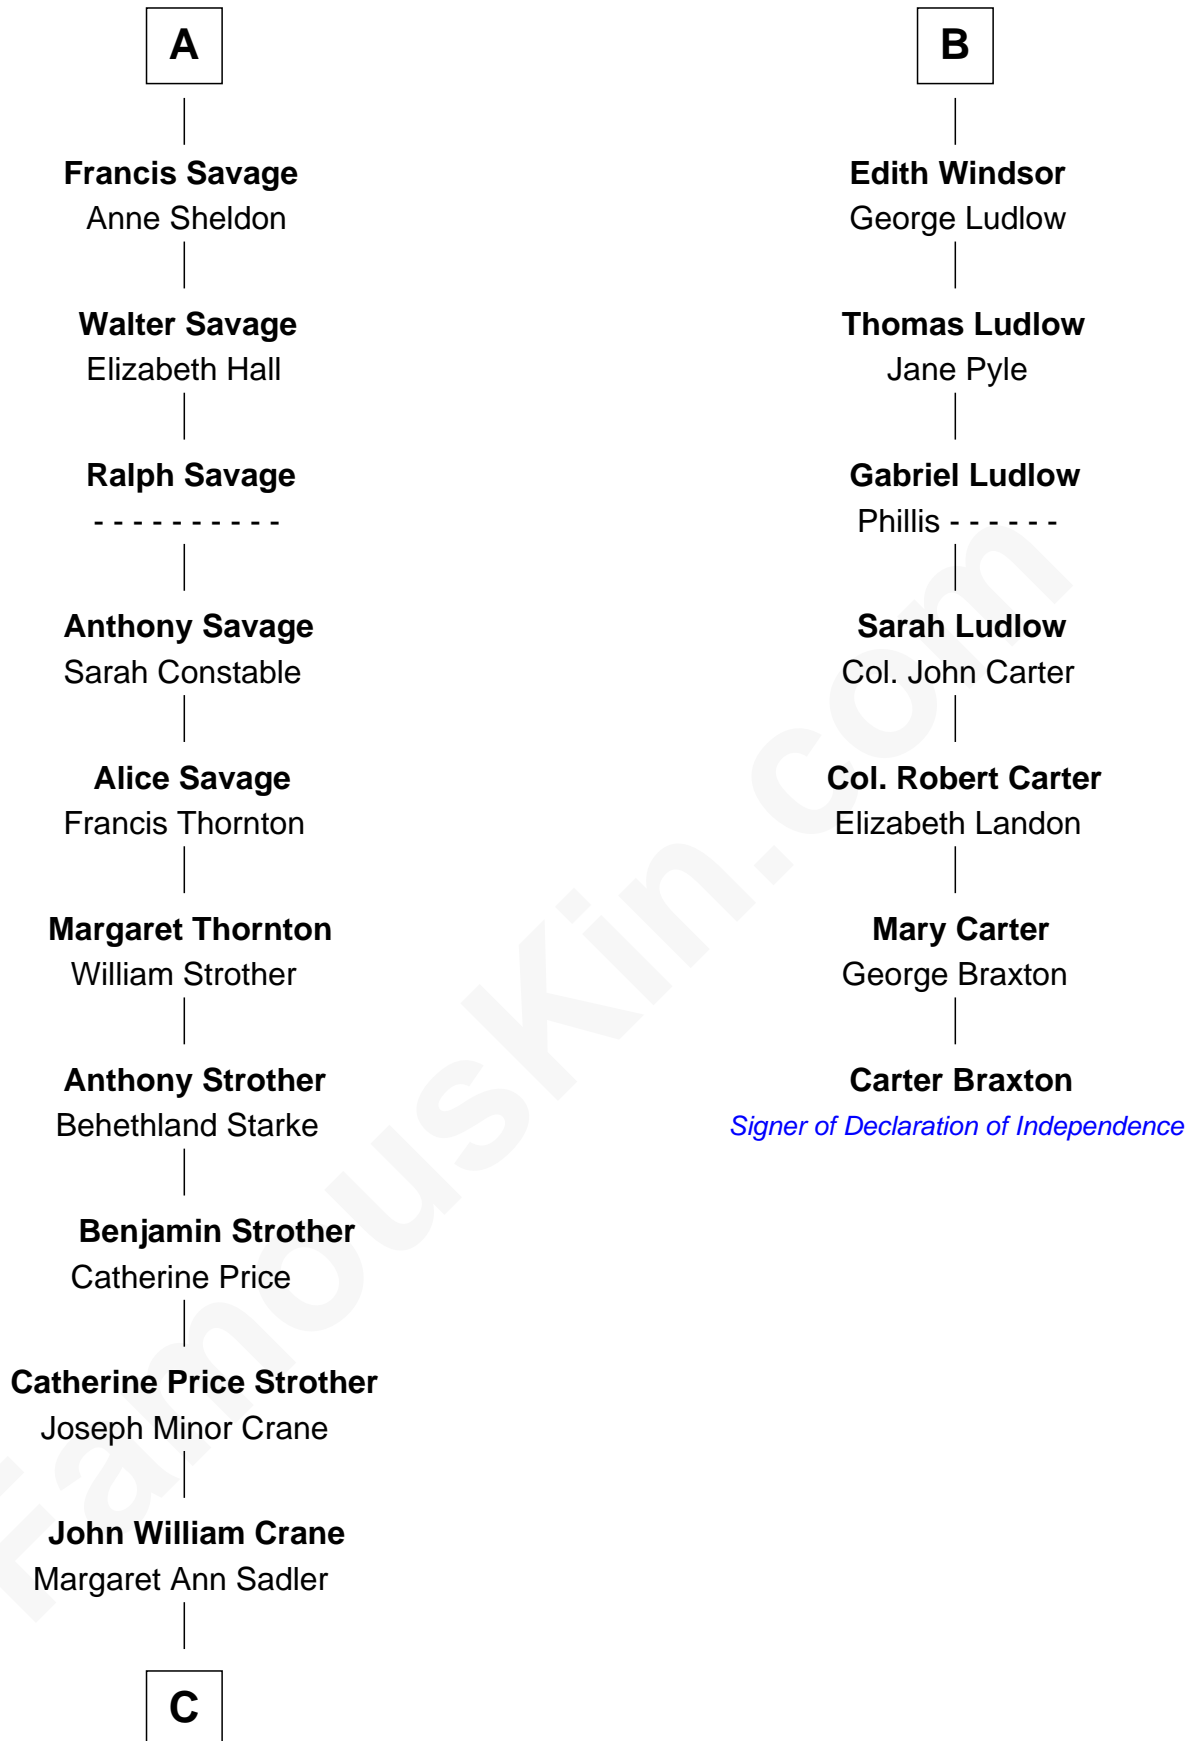 A
Francis Savage
Anne Sheldon
Walter Savage
Elizabeth Hall
Ralph Savage
- - - - - - - - - -
Anthony Savage
Sarah Constable
Alice Savage
Francis Thornton
Margaret Thornton
William Strother
Anthony Strother
Behethland Starke
Benjamin Strother
Catherine Price
Catherine Price Strother
Joseph Minor Crane
John William Crane
Margaret Ann Sadler
C
B
Edith Windsor
George Ludlow
Thomas Ludlow
Jane Pyle
Gabriel Ludlow
Phillis - - - - - -
Sarah Ludlow
Col. John Carter
Col. Robert Carter
Elizabeth Landon
Mary Carter
George Braxton
Carter Braxton
Signer of Declaration of Independence
FamousKin.com